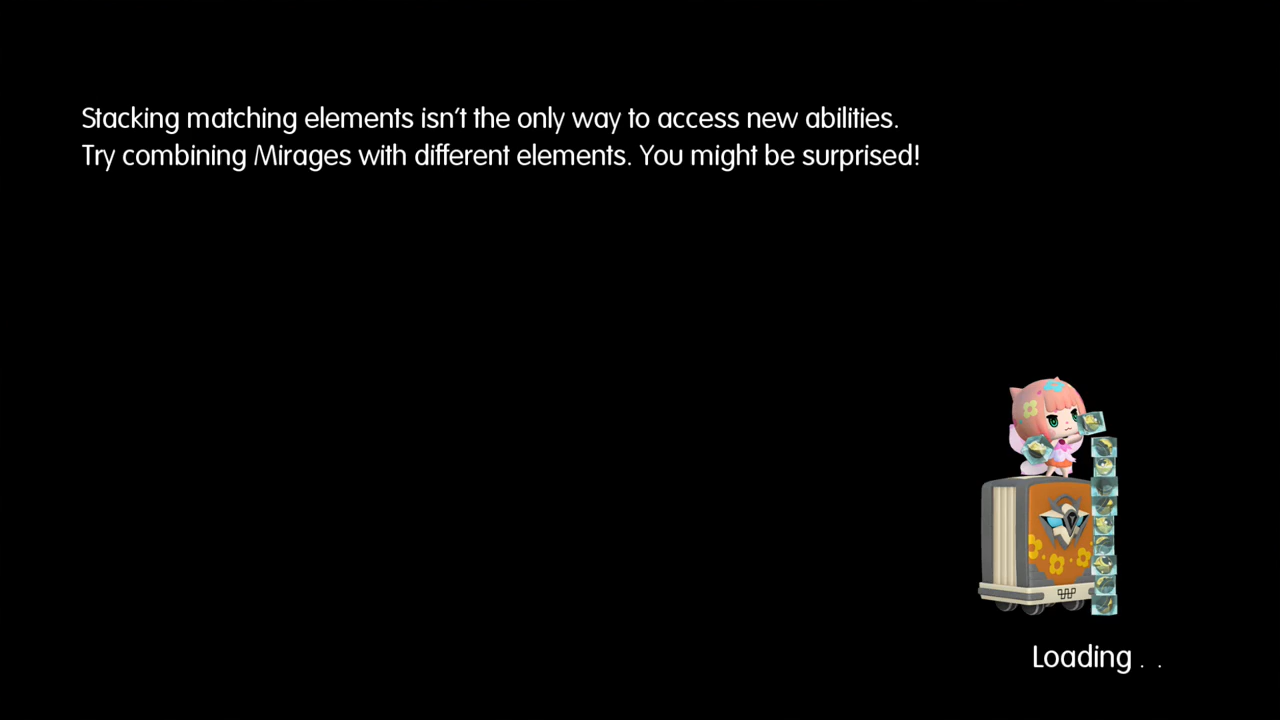 Stacking matching elements isn't the only way to access new abilities.
Try combining Mirages with different elements. You might be surprised!
Loading . .